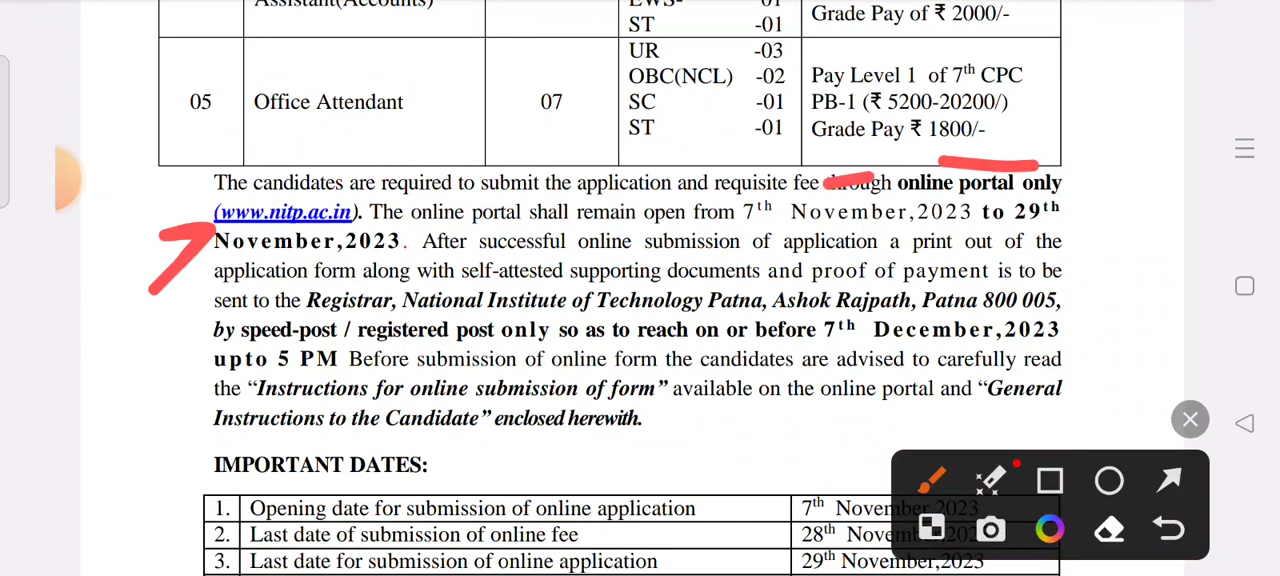 Assistant(Accounts)
EWS- 01
ST -01
Grade Pay of ₹ 2000/-
05 Office Attendant 07
UR -03
OBC(NCL) -02
SC -01
ST -01
Pay Level 1 of 7th CPC
PB-1 (₹ 5200-20200/)
Grade Pay ₹ 1800/-
The candidates are required to submit the application and requisite fee through online portal only
(www.nitp.ac.in). The online portal shall remain open from 7th November,2023 to 29th
November,2023. After successful online submission of application a print out of the
application form along with self-attested supporting documents and proof of payment is to be
sent to the Registrar, National Institute of Technology Patna, Ashok Rajpath, Patna 800 005,
by speed-post / registered post only so as to reach on or before 7th December,2023
upto 5 PM Before submission of online form the candidates are advised to carefully read
the “Instructions for online submission of form” available on the online portal and “General
Instructions to the Candidate” enclosed herewith.
IMPORTANT DATES:
1. Opening date for submission of online application 7th November,2023
2. Last date of submission of online fee 28th November,2023
3. Last date for submission of online application 29th November,2023